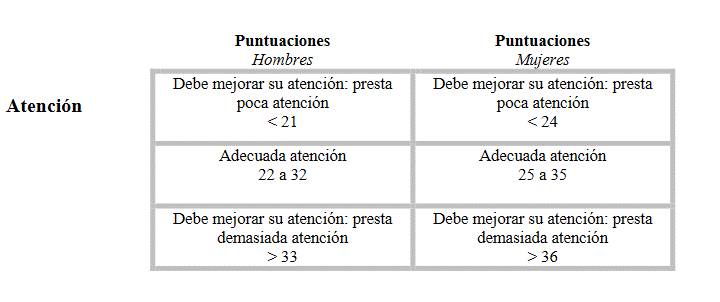 Puntuaciones
Hombres
Puntuaciones
Mujeres
Atención
Debe mejorar su atención: presta
poca atención
< 21
Debe mejorar su atención: presta
poca atención
< 24
Adecuada atención
22 a 32
Adecuada atención
25 a 35
Debe mejorar su atención: presta
demasiada atención
> 33
Debe mejorar su atención: presta
demasiada atención
> 36